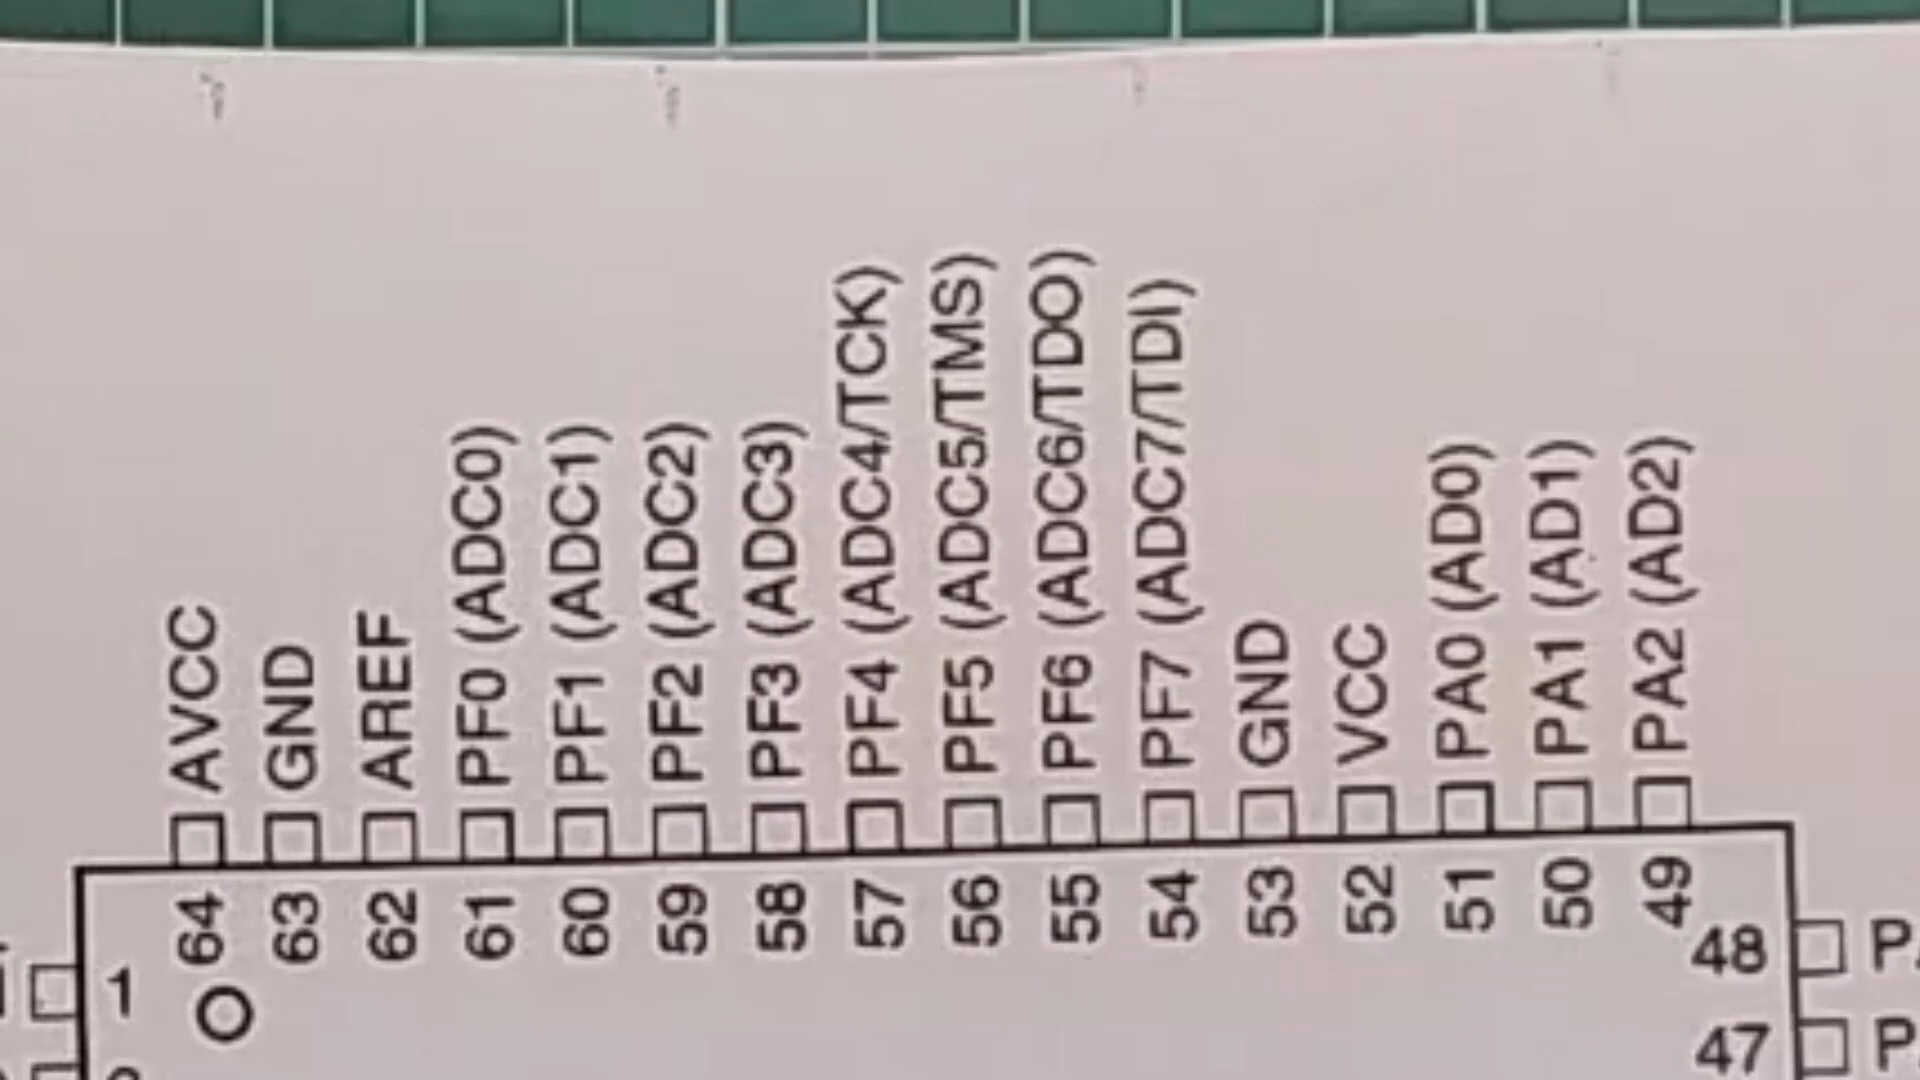 AVCC
GND
AREF
PF0 (ADC0)
PF1 (ADC1)
PF2 (ADC2)
PF3 (ADC3)
PF4 (ADC4/TCK)
PF5 (ADC5/TMS)
PF6 (ADC6/TDO)
PF7 (ADC7/TDI)
GND
VCC
PA0 (AD0)
PA1 (AD1)
PA2 (AD2)
64
63
62
61
60
59
58
57
56
55
54
53
52
51
50
49
1
48
47